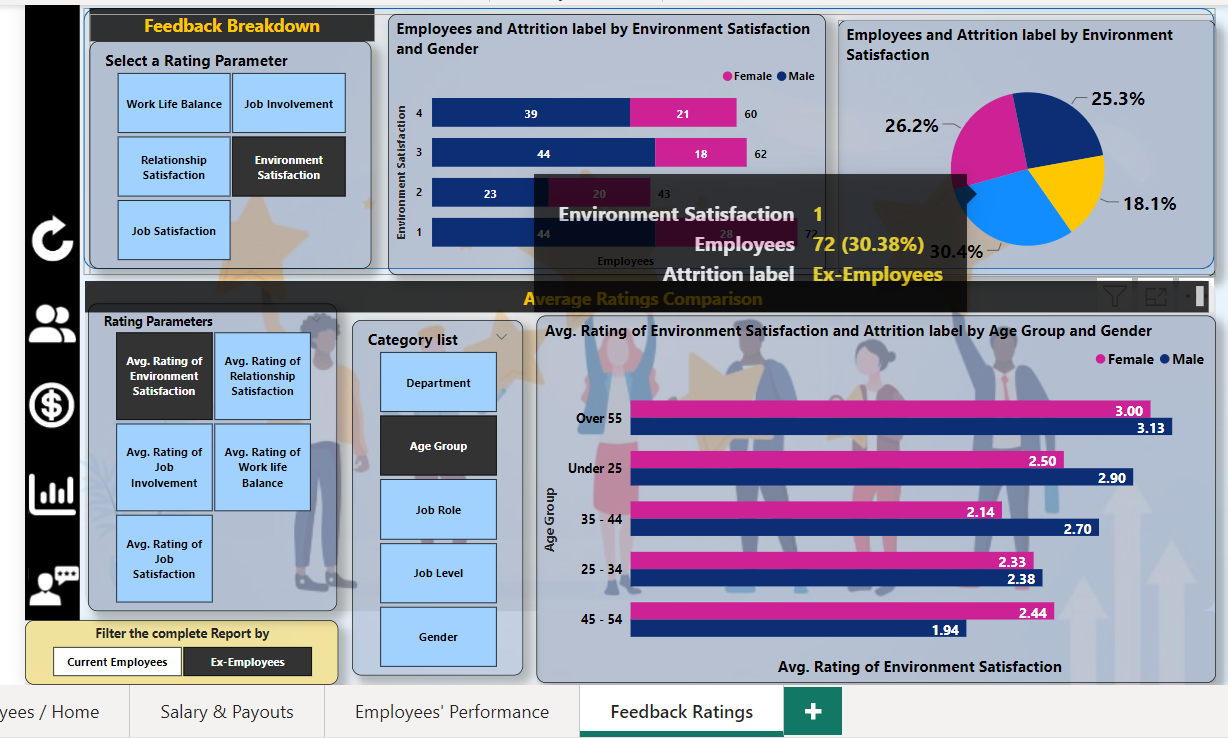 Feedback Breakdown
Select a Rating Parameter
Work Life Balance
Job Involvement
Relationship
Satisfaction
Environment
Satisfaction
Job Satisfaction
Employees and Attrition label by Environment Satisfaction
and Gender
Female Male
Environment Satisfaction
4 39 21 60
3 44 18 62
2 23 20 43
1 44 28 72
Employees
Employees and Attrition label by Environment
Satisfaction
25.3%
26.2%
18.1%
30.4%
Environment Satisfaction 1
Employees 72 (30.38%)
Attrition label Ex-Employees
Average Ratings Comparison
Rating Parameters
Avg. Rating of
Environment
Satisfaction
Avg. Rating of
Relationship
Satisfaction
Avg. Rating of
Job
Involvement
Avg. Rating of
Work life
Balance
Avg. Rating of
Job
Satisfaction
Category list
Department
Age Group
Job Role
Job Level
Gender
Avg. Rating of Environment Satisfaction and Attrition label by Age Group and Gender
Female Male
Age Group
Over 55 3.00
3.13
Under 25 2.50
2.90
35 - 44 2.14
2.70
25 - 34 2.33
2.38
45 - 54 2.44
1.94
Avg. Rating of Environment Satisfaction
Filter the complete Report by
Current Employees
Ex-Employees
yees / Home
Salary & Payouts
Employees' Performance
Feedback Ratings
+